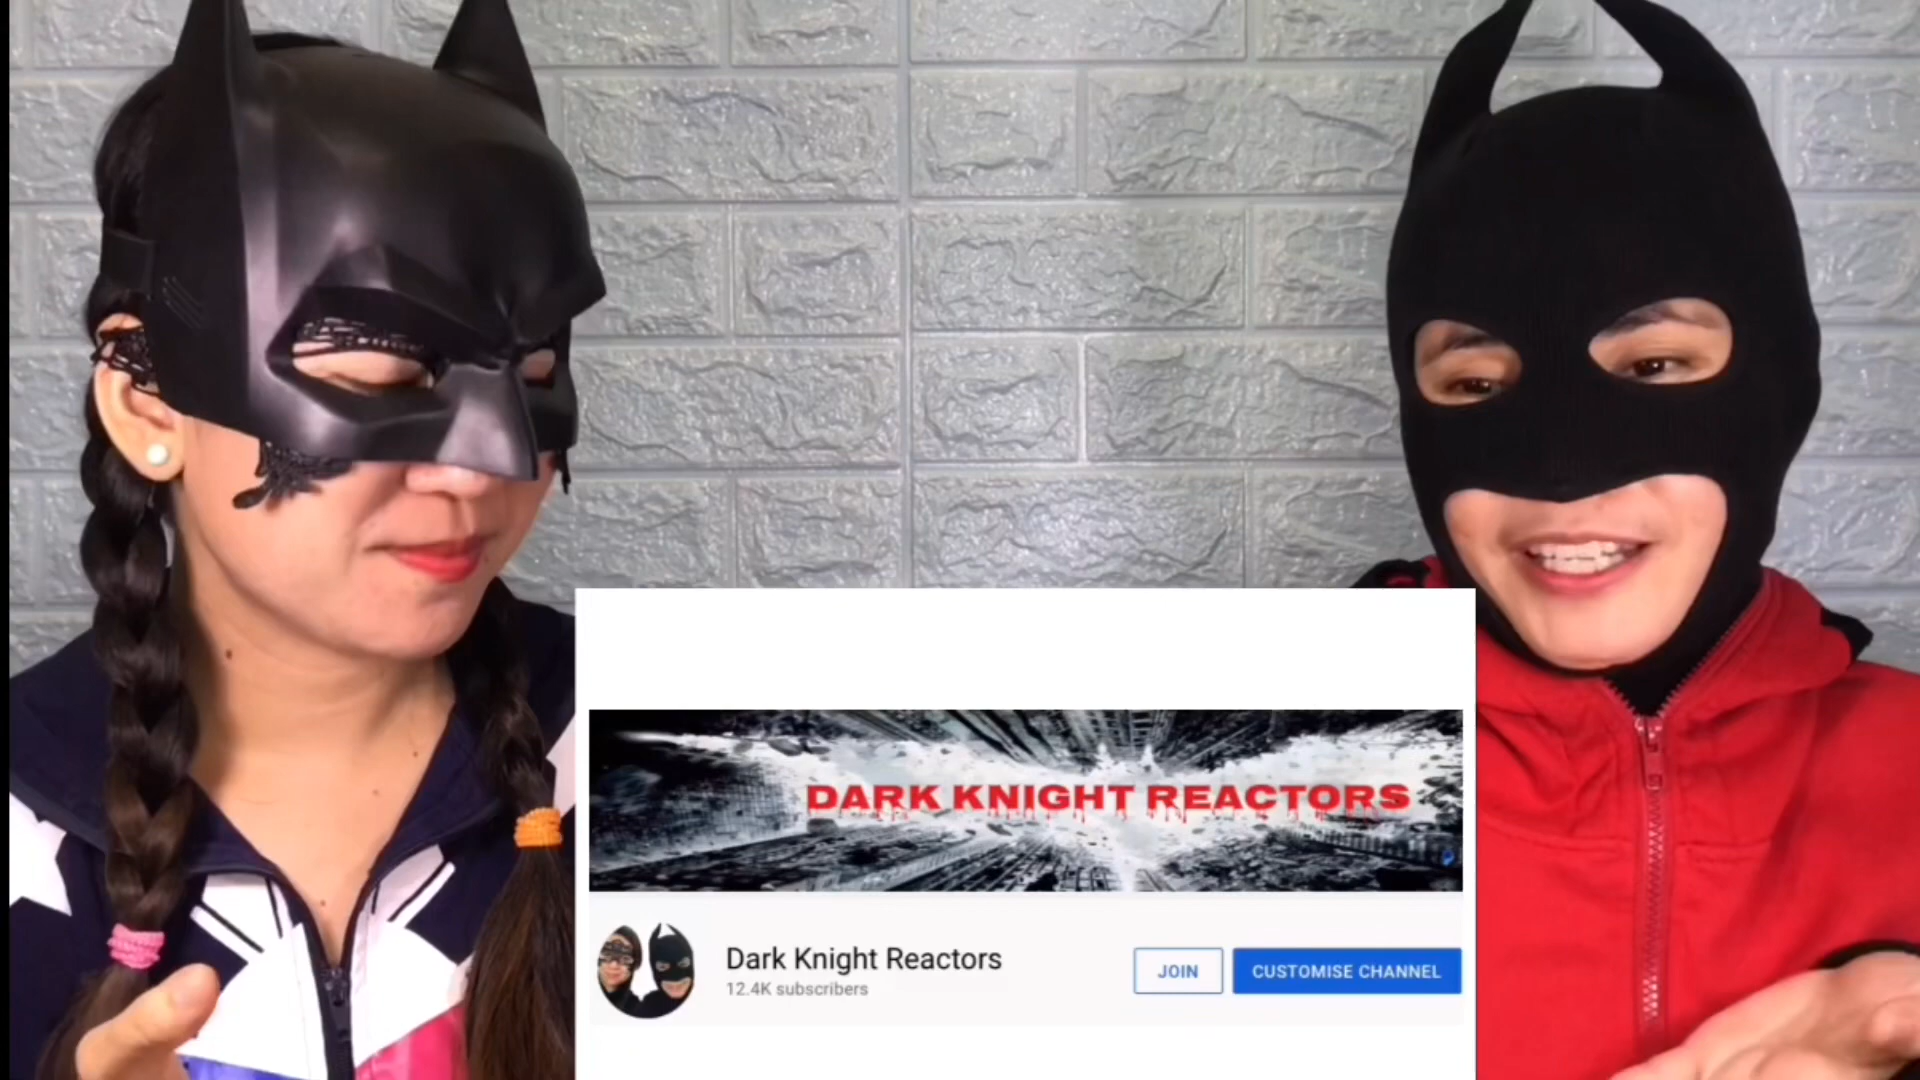 DARK KNIGHT REACTORS
Dark Knight Reactors
12.4K subscribers
JOIN
CUSTOMISE CHANNEL